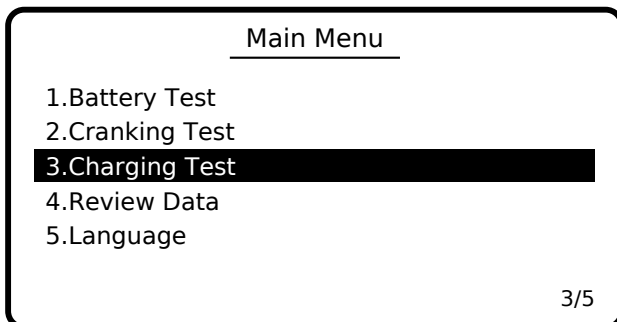 Main Menu
1.Battery Test
2.Cranking Test
3.Charging Test
4.Review Data
5.Language
3/5